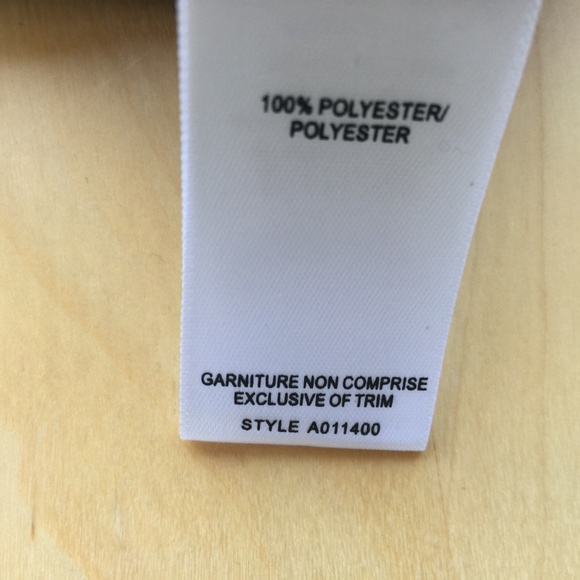 100% POLYESTER/
POLYESTER
GARNITURE NON COMPRISE
EXCLUSIVE OF TRIM
STYLE A011400